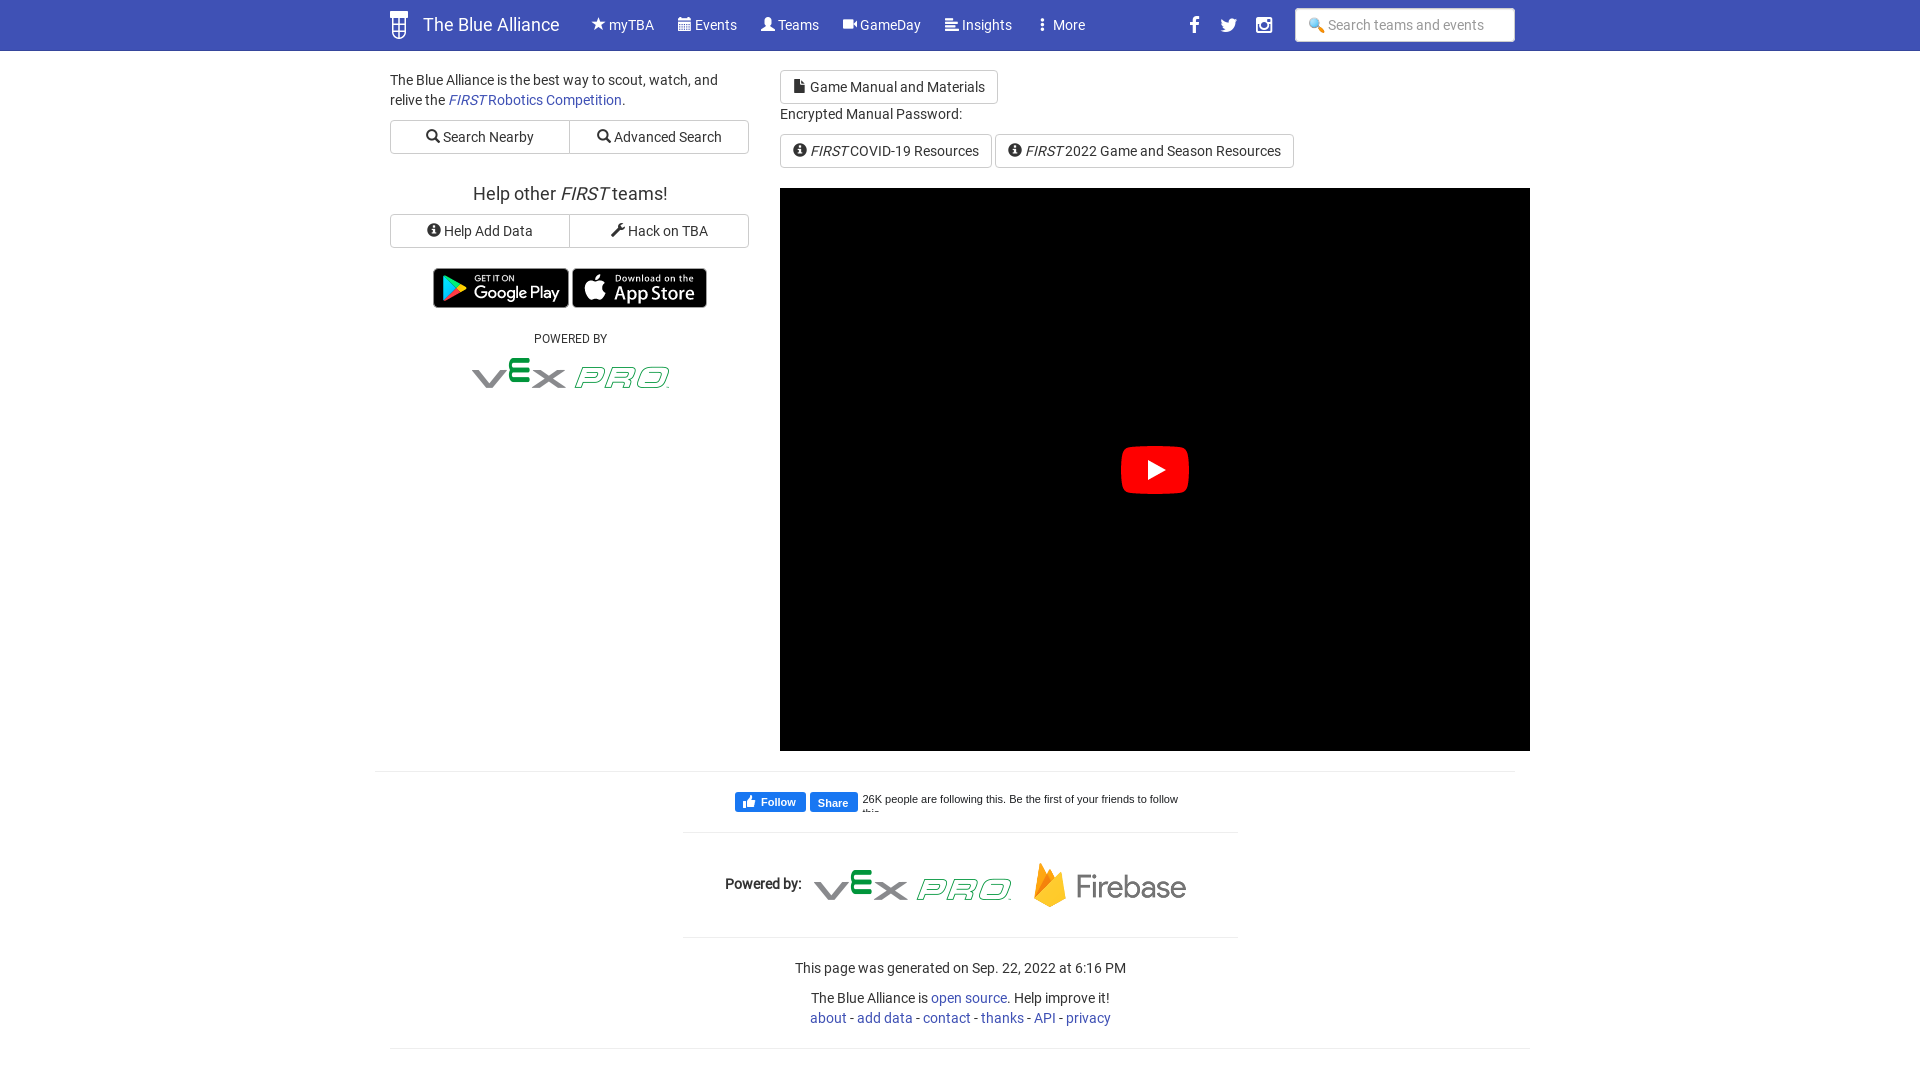 The Blue Alliance
myTBA
Events
Teams
GameDay
Insights
More
Search teams and events
The Blue Alliance is the best way to scout, watch, and
relive the FIRST Robotics Competition.
Search Nearby
Advanced Search
Help other FIRST teams!
Help Add Data
Hack on TBA
GET IT ON
Google Play
Download on the
App Store
POWERED BY
VEX PRO
Game Manual and Materials
Encrypted Manual Password:
FIRST COVID-19 Resources
FIRST 2022 Game and Season Resources
Follow
Share
26K people are following this. Be the first of your friends to follow
Powered by:
VEX PRO
Firebase
This page was generated on Sep. 22, 2022 at 6:16 PM
The Blue Alliance is open source. Help improve it!
about - add data - contact - thanks - API - privacy